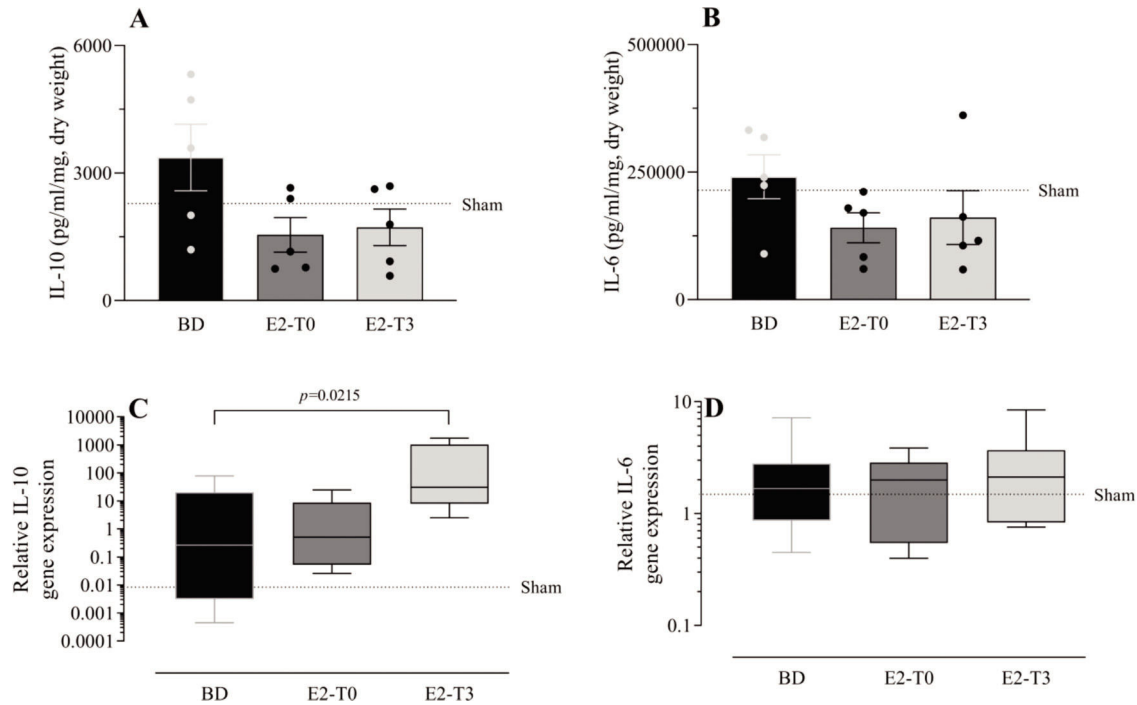 A
IL-10 (pg/ml/mg, dry weight)
6000
3000
0
Sham
BD
E2-T0
E2-T3
B
IL-6 (pg/ml/mg, dry weight)
500000
250000
0
Sham
BD
E2-T0
E2-T3
C
p=0.0215
Relative IL-10
gene expression
10000
1000
100
10
1
0.1
0.01
0.001
0.0001
Sham
BD
E2-T0
E2-T3
D
Relative IL-6
gene expression
10
1
0.1
Sham
BD
E2-T0
E2-T3